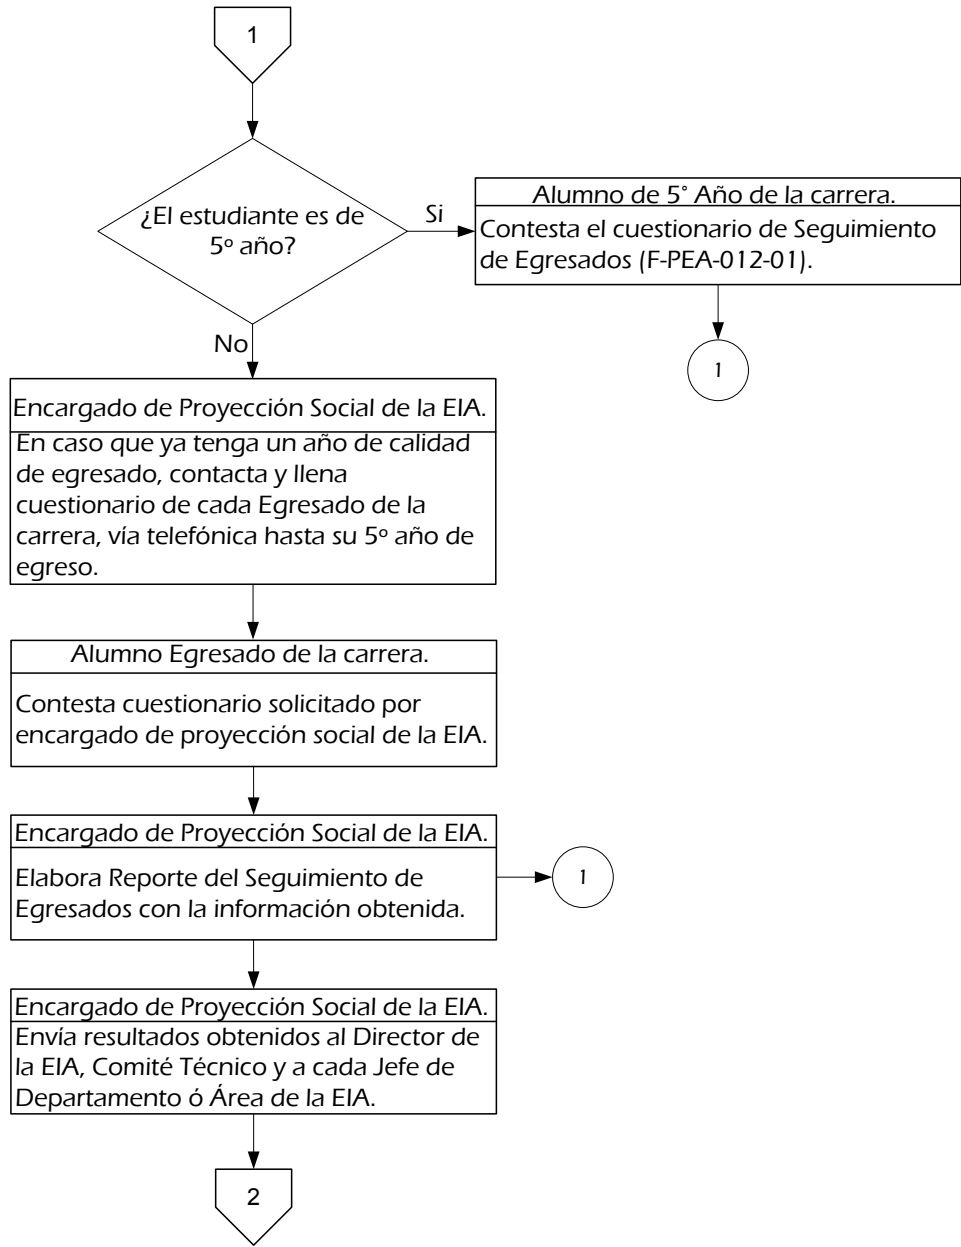 1
¿El estudiante es de
5º año?
Si
Alumno de 5° Año de la carrera.
Contesta el cuestionario de Seguimiento
de Egresados (F-PEA-012-01).
1
No
Encargado de Proyección Social de la EIA.
En caso que ya tenga un año de calidad
de egresado, contacta y llena
cuestionario de cada Egresado de la
carrera, vía telefónica hasta su 5º año de
egreso.
Alumno Egresado de la carrera.
Contesta cuestionario solicitado por
encargado de proyección social de la EIA.
Encargado de Proyección Social de la EIA.
Elabora Reporte del Seguimiento de
Egresados con la información obtenida.
1
Encargado de Proyección Social de la EIA.
Envía resultados obtenidos al Director de
la EIA, Comité Técnico y a cada Jefe de
Departamento ó Área de la EIA.
2